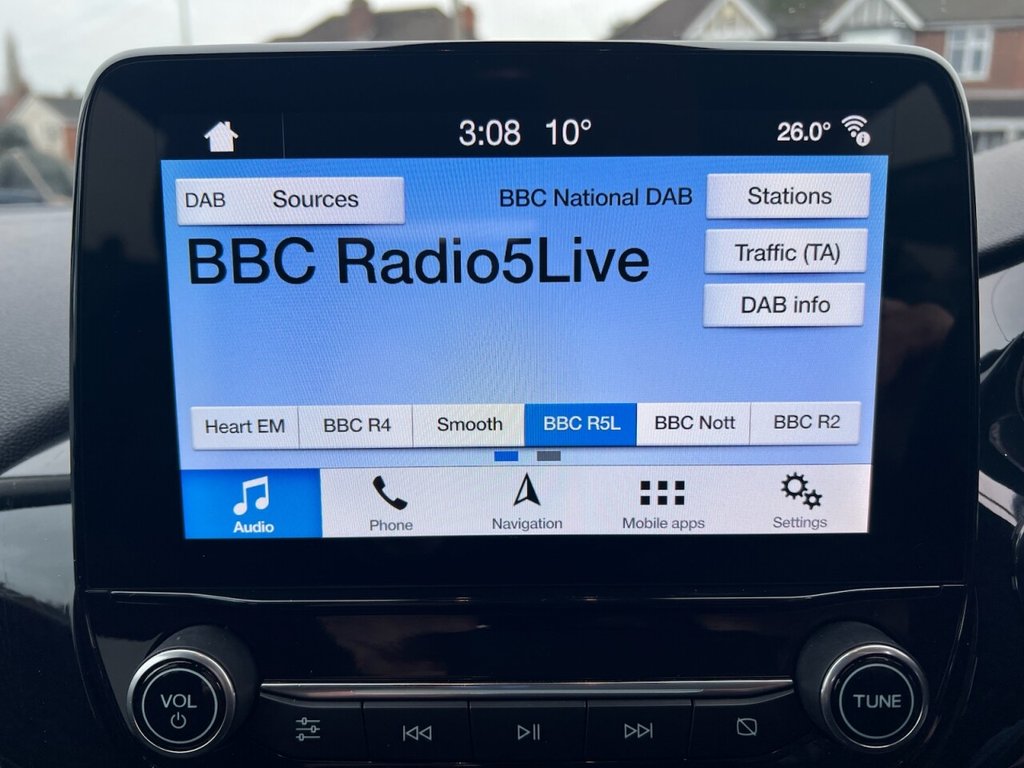 3:08 10° 26.0°
DAB Sources BBC National DAB Stations
BBC Radio5Live
Traffic (TA)
DAB info
Heart EM BBC R4 Smooth BBC R5L BBC Nott BBC R2
Audio Phone Navigation Mobile apps Settings
VOL TUNE